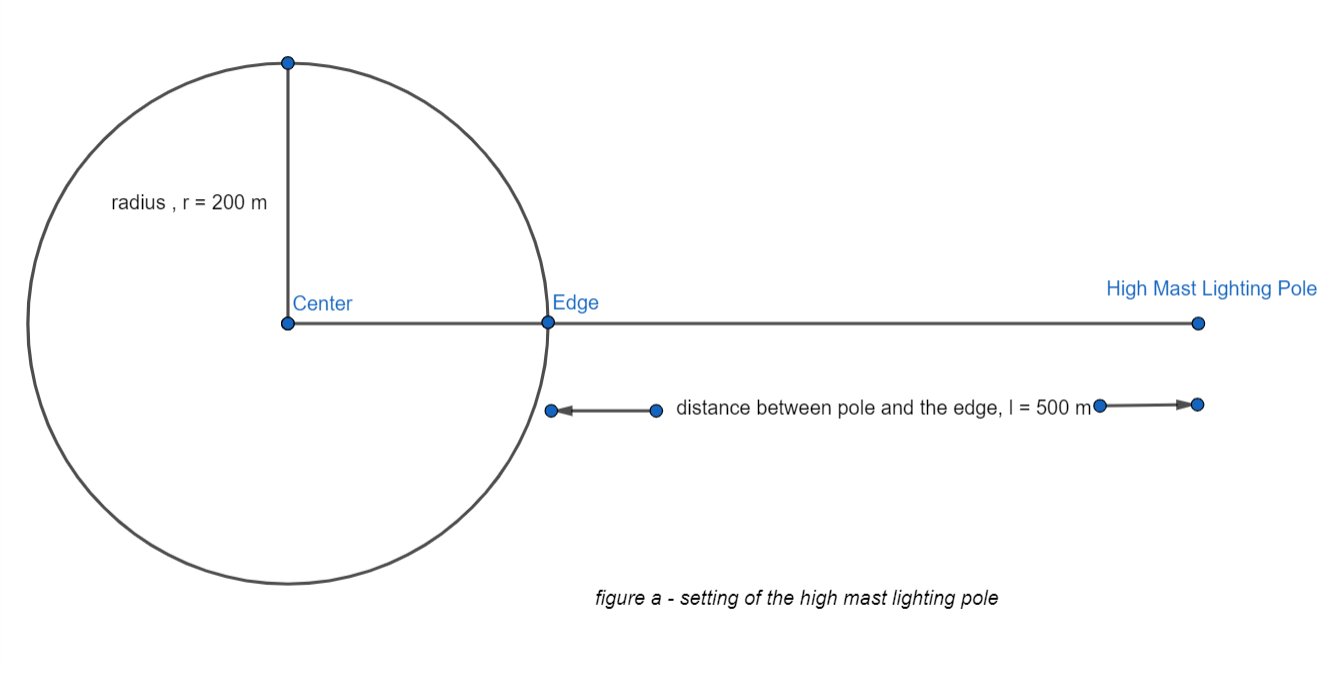 radius , r = 200 m
Center
Edge
High Mast Lighting Pole
distance between pole and the edge, l = 500 m
figure a - setting of the high mast lighting pole